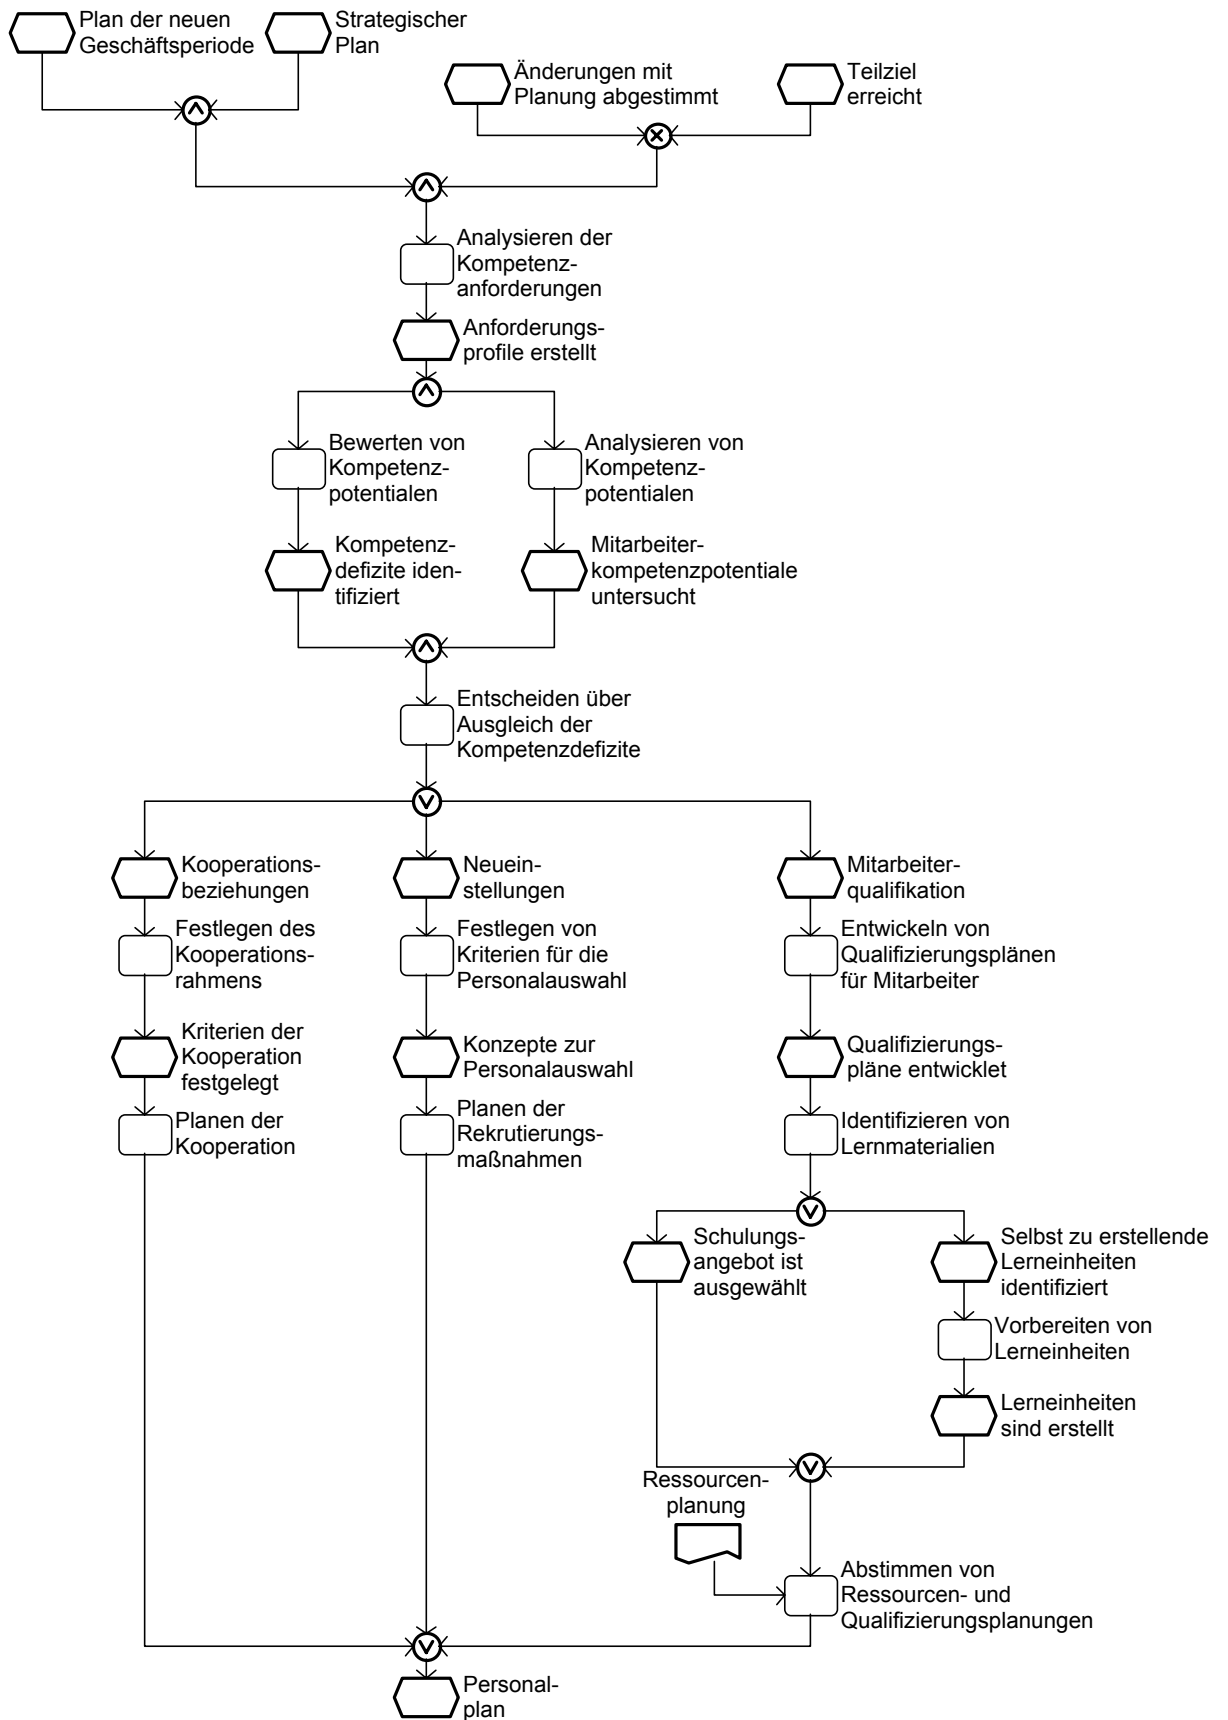 Plan der neuen
Geschäftsperiode
Strategischer
Plan
Änderungen mit
Planung abgestimmt
Teilziel
erreicht
Analysieren der
Kompetenz-
anforderungen
Anforderungs-
profile erstellt
Bewerten von
Kompetenz-
potentialen
Analysieren von
Kompetenz-
potentialen
Kompetenz-
defizite iden-
tifiziert
Mitarbeiter-
kompetenzpotentiale
untersucht
Entscheiden über
Ausgleich der
Kompetenzdefizite
Kooperations-
beziehungen
Neuein-
stellungen
Mitarbeiter-
qualifikation
Festlegen des
Kooperations-
rahmens
Festlegen von
Kriterien für die
Personalauswahl
Entwickeln von
Qualifizierungsplänen
für Mitarbeiter
Kriterien der
Kooperation
festgelegt
Konzepte zur
Personalauswahl
Qualifizierungs-
pläne entwicklet
Planen der
Kooperation
Planen der
Rekrutierungs-
maßnahmen
Identifizieren von
Lernmaterialien
Schulungs-
angebot ist
ausgewählt
Selbst zu erstellende
Lerneinheiten
identifiziert
Vorbereiten von
Lerneinheiten
Lerneinheiten
sind erstellt
Ressourcen-
planung
Abstimmen von
Ressourcen- und
Qualifizierungsplanungen
Personal-
plan